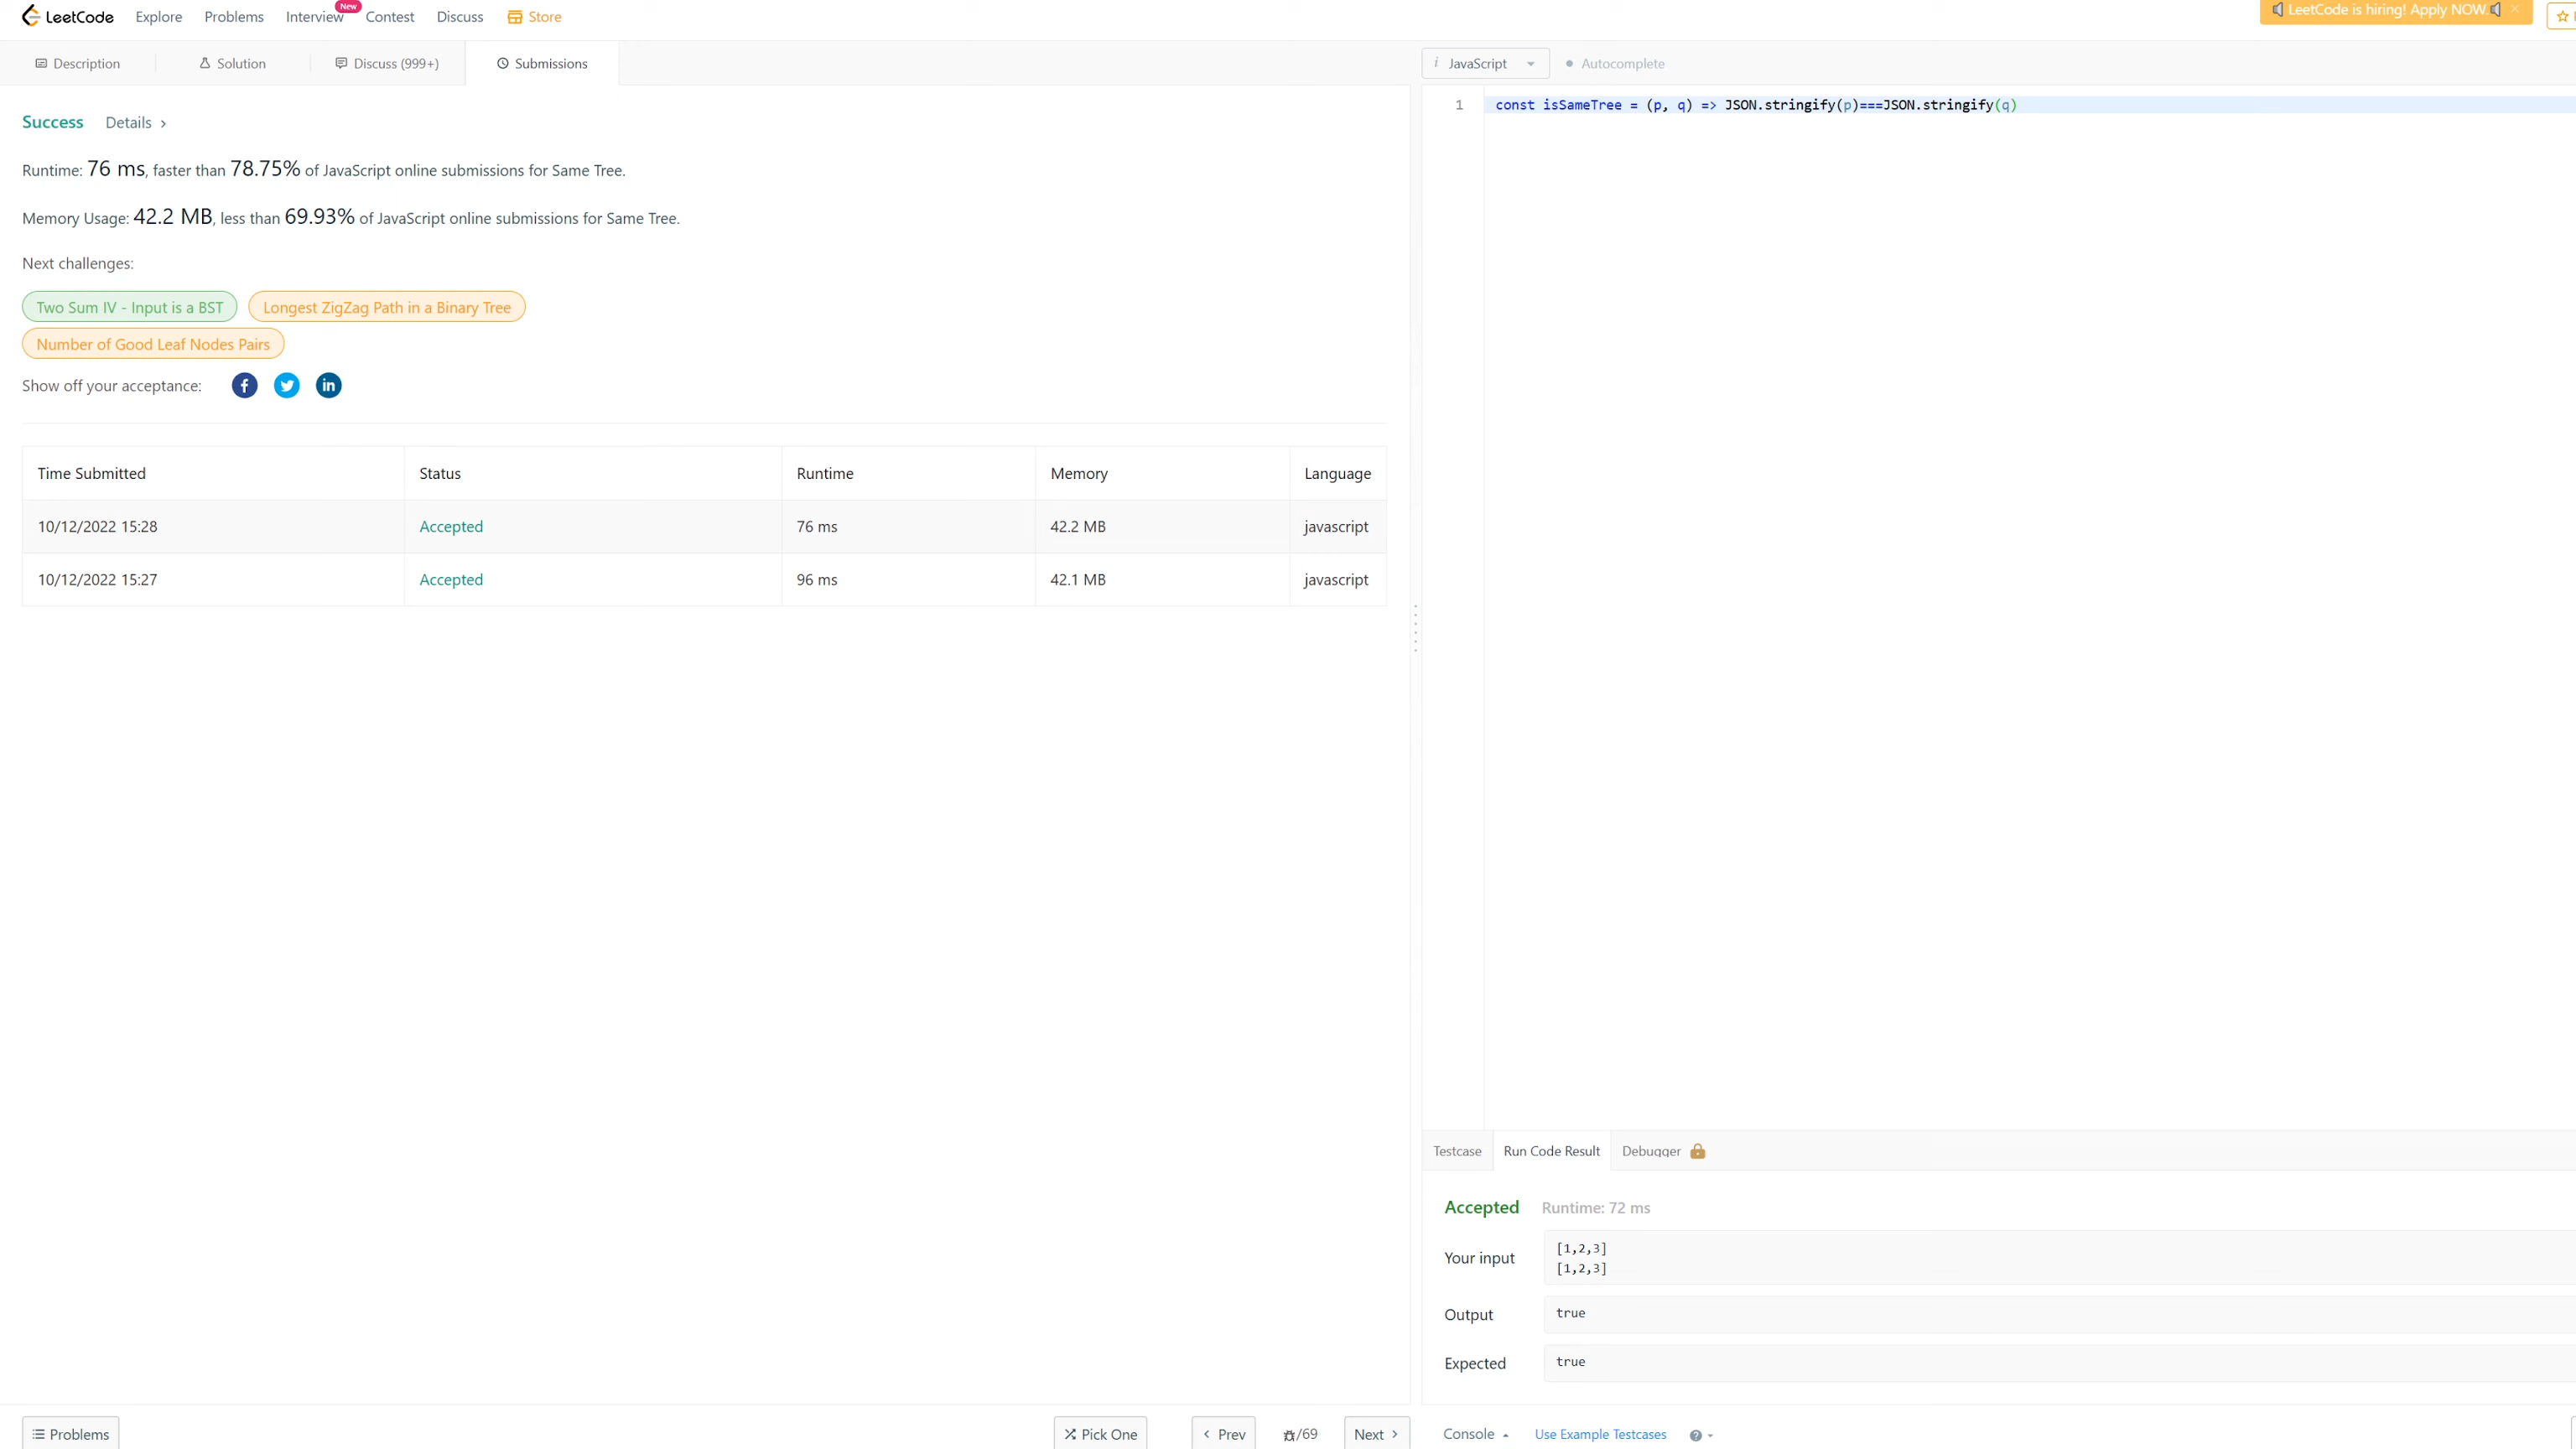 LeetCode Explore Problems Interview New Contest Discuss Store
LeetCode is hiring! Apply NOW.
Description Solution Discuss (999+) Submissions
i JavaScript Autocomplete
Success Details >
1 const isSameTree = (p, q) => JSON.stringify(p)===JSON.stringify(q)
Runtime: 76 ms, faster than 78.75% of JavaScript online submissions for Same Tree.
Memory Usage: 42.2 MB, less than 69.93% of JavaScript online submissions for Same Tree.
Next challenges:
Two Sum IV - Input is a BST Longest ZigZag Path in a Binary Tree
Number of Good Leaf Nodes Pairs
Show off your acceptance:
Time Submitted Status Runtime Memory Language
10/12/2022 15:28 Accepted 76 ms 42.2 MB javascript
10/12/2022 15:27 Accepted 96 ms 42.1 MB javascript
Testcase Run Code Result Debugger
Accepted Runtime: 72 ms
Your input
[1,2,3]
[1,2,3]
Output true
Expected true
Problems Pick One < Prev /69 Next > Console Use Example Testcases ?